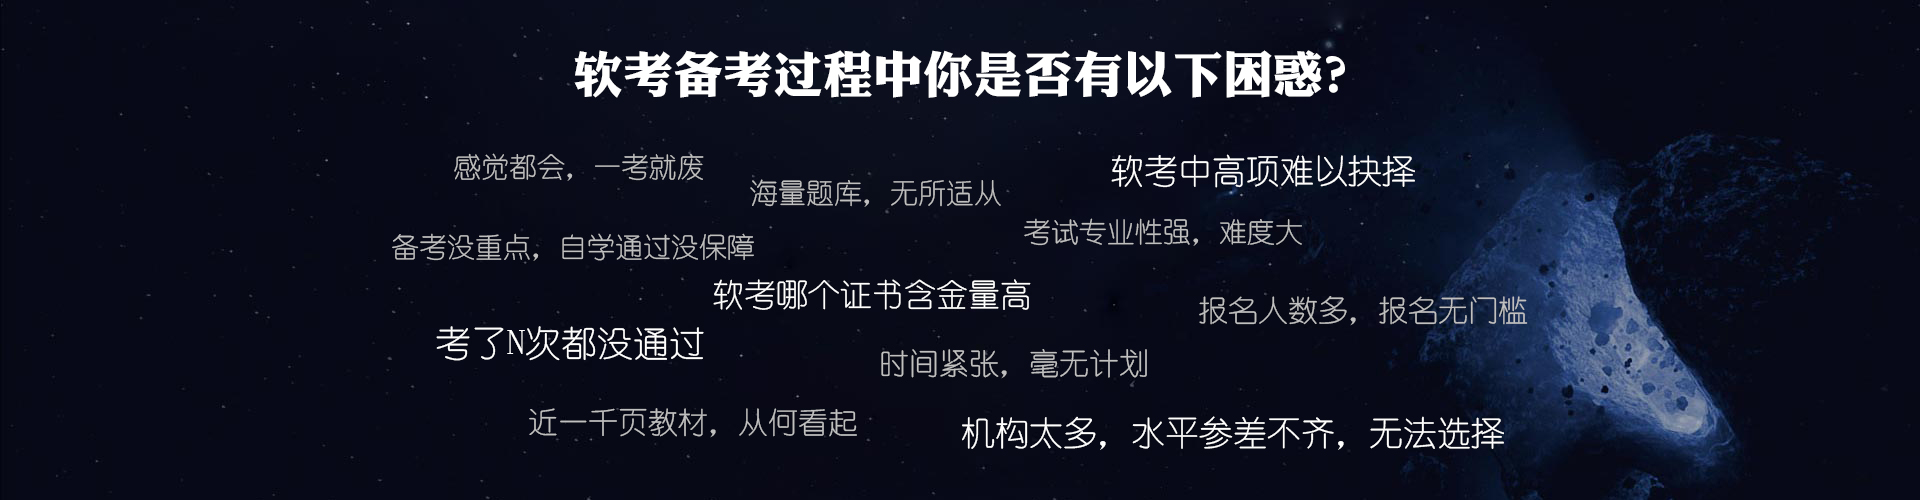 软考备考过程中你是否有以下困惑?
感觉都会，一考就废
海量题库，无所适从
软考中高项难以抉择
备考没重点，自学通过没保障
考试专业性强，难度大
软考哪个证书含金量高
报名人数多，报名无门槛
考了N次都没通过
时间紧张，毫无计划
近一千页教材，从何看起
机构太多，水平参差不齐，无法选择